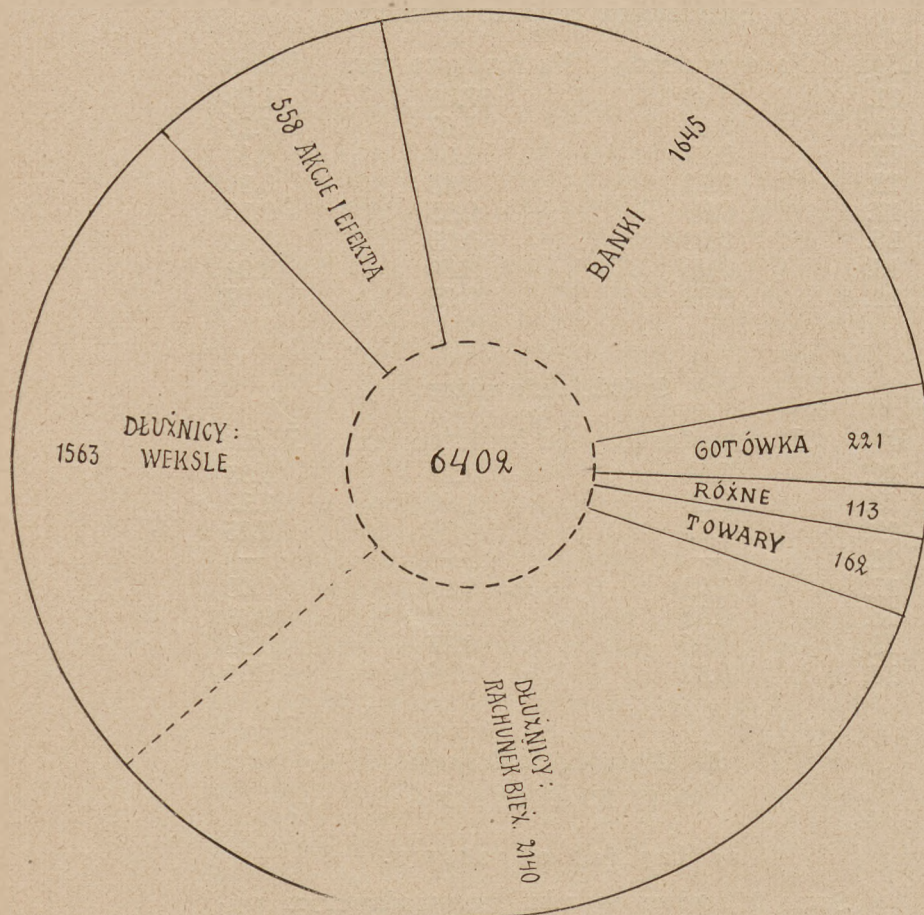 558 AKCJE I EFEKTA
1645
BANKI
DŁUŻNICY:
1563 WEKSLE
6402
GOTÓWKA 221
RÓŻNE 113
TOWARY 162
DŁUŻNICY:
RACHUNEK BIEŻ. 2140